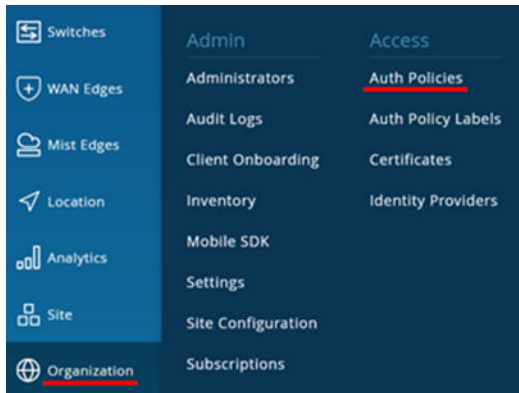 Switches
WAN Edges
Mist Edges
Location
Analytics
Site
Organization
Admin
Administrators
Audit Logs
Client Onboarding
Inventory
Mobile SDK
Settings
Site Configuration
Subscriptions
Access
Auth Policies
Auth Policy Labels
Certificates
Identity Providers